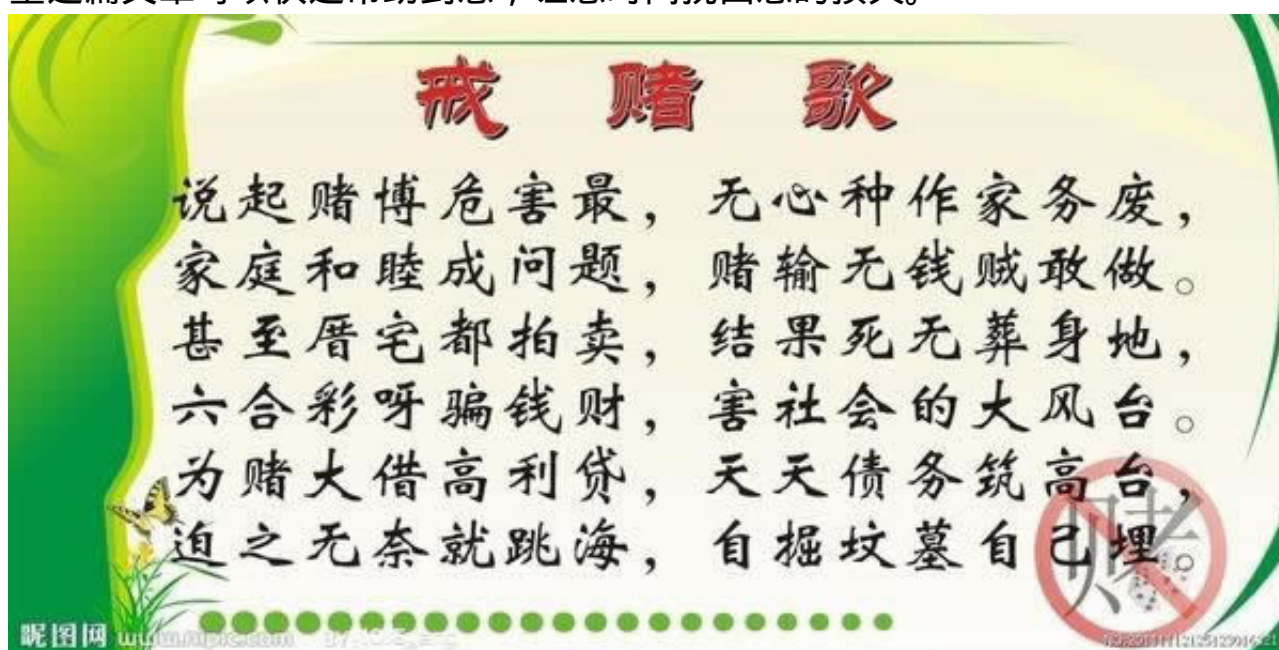 戒赌歌
说起赌博危害最，无心种作家务废，
家庭和睦成问题，赌输无钱贼敢做。
甚至厝宅都拍卖，结果死无葬身地，
六合彩呀骗钱财，害社会的大风台。
为赌大借高利贷，天天债务筑高台，
迫之无奈就跳海，自掘坟墓自己埋。
赌
昵图网 www.nipic.com